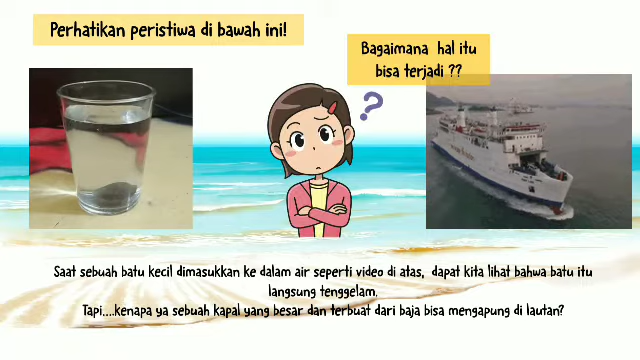 Perhatikan peristiwa di bawah ini!
Bagaimana hal itu
bisa terjadi ??
?
Saat sebuah batu kecil dimasukkan ke dalam air seperti video di atas, dapat kita lihat bahwa batu itu
langsung tenggelam.
Tapi....kenapa ya sebuah kapal yang besar dan terbuat dari baja bisa mengapung di lautan?